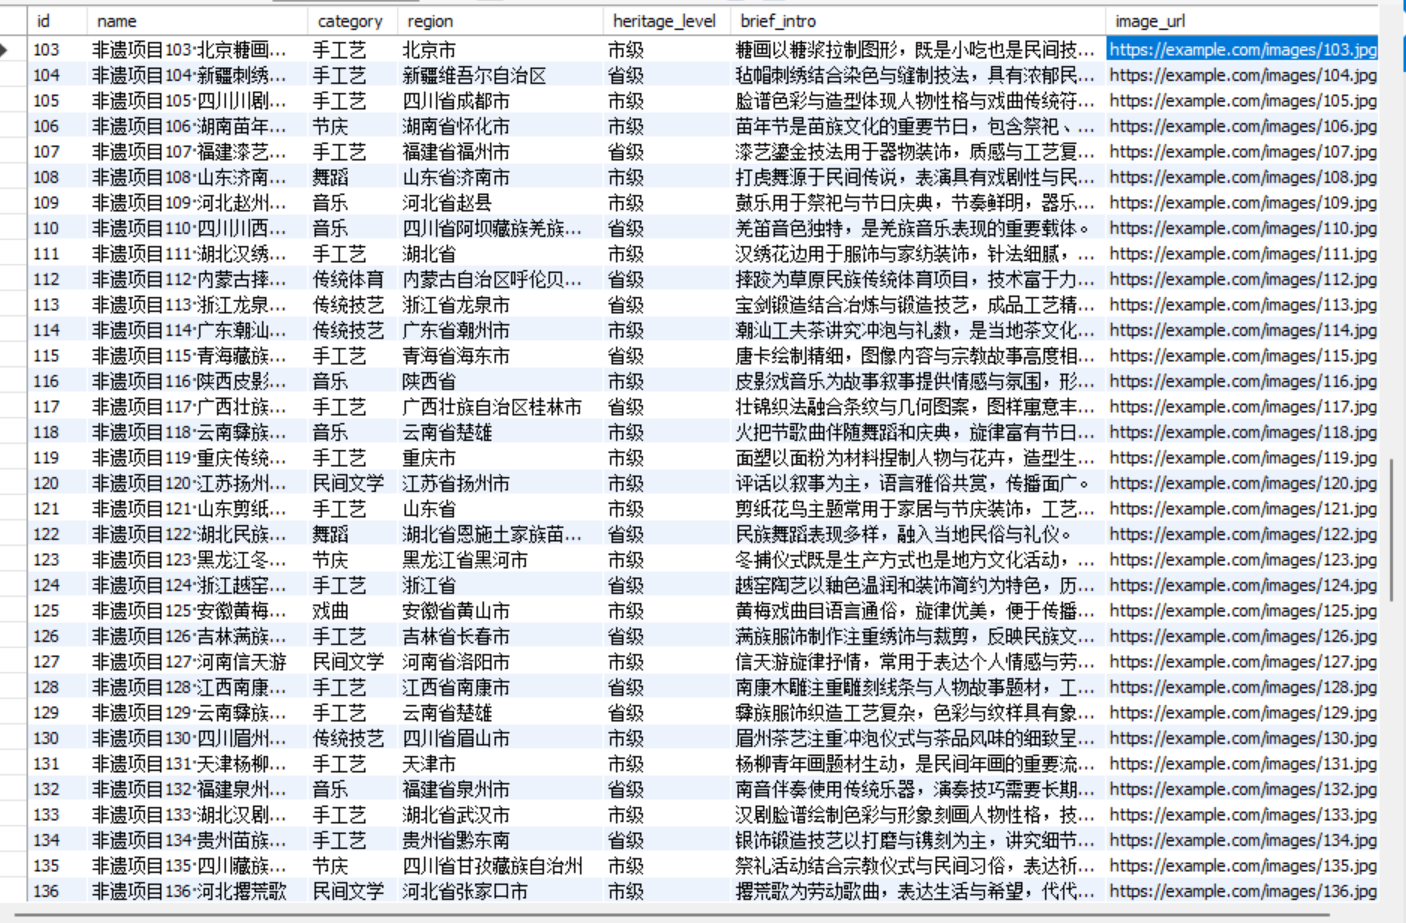 id name category region heritage_level brief_intro image_url
103 非遗项目103·北京糖画... 手工艺 北京市 市级 糖画以糖浆拉制图形，既是小吃也是民间技... https://example.com/images/103.jpg
104 非遗项目104·新疆刺绣... 手工艺 新疆维吾尔自治区 省级 毡帽刺绣结合染色与缝制技法，具有浓郁民... https://example.com/images/104.jpg
105 非遗项目105·四川川剧... 手工艺 四川省成都市 市级 脸谱色彩与造型体现人物性格与戏曲传统符... https://example.com/images/105.jpg
106 非遗项目106·湖南苗年... 节庆 湖南省怀化市 市级 苗年节是苗族文化的重要节日，包含祭祀、... https://example.com/images/106.jpg
107 非遗项目107·福建漆艺... 手工艺 福建省福州市 省级 漆艺鎏金技法用于器物装饰，质感与工艺复... https://example.com/images/107.jpg
108 非遗项目108·山东济南... 舞蹈 山东省济南市 市级 打虎舞源于民间传说，表演具有戏剧性与民... https://example.com/images/108.jpg
109 非遗项目109·河北赵州... 音乐 河北省赵县 市级 鼓乐用于祭祀与节日庆典，节奏鲜明，器乐... https://example.com/images/109.jpg
110 非遗项目110·四川川西... 音乐 四川省阿坝藏族羌族... 省级 羌笛音色独特，是羌族音乐表现的重要载体。 https://example.com/images/110.jpg
111 非遗项目111·湖北汉绣... 手工艺 湖北省 市级 汉绣花边用于服饰与家纺装饰，针法细腻，... https://example.com/images/111.jpg
112 非遗项目112·内蒙古摔... 传统体育 内蒙古自治区呼伦贝... 省级 摔跤为草原民族传统体育项目，技术富于力... https://example.com/images/112.jpg
113 非遗项目113·浙江龙泉... 传统技艺 浙江省龙泉市 省级 宝剑锻造结合冶炼与锻造技艺，成品工艺精... https://example.com/images/113.jpg
114 非遗项目114·广东潮汕... 传统技艺 广东省潮州市 市级 潮汕工夫茶讲究冲泡与礼数，是当地茶文化... https://example.com/images/114.jpg
115 非遗项目115·青海藏族... 手工艺 青海省海东市 省级 唐卡绘制精细，图像内容与宗教故事高度相... https://example.com/images/115.jpg
116 非遗项目116·陕西皮影... 音乐 陕西省 市级 皮影戏音乐为故事叙事提供情感与氛围，形... https://example.com/images/116.jpg
117 非遗项目117·广西壮族... 手工艺 广西壮族自治区桂林市 市级 壮锦织法融合条纹与几何图案，图样寓意丰... https://example.com/images/117.jpg
118 非遗项目118·云南彝族... 音乐 云南省楚雄 市级 火把节歌曲伴随舞蹈和庆典，旋律富有节日... https://example.com/images/118.jpg
119 非遗项目119·重庆传统... 手工艺 重庆市 市级 面塑以面粉为材料捏制人物与花卉，造型生... https://example.com/images/119.jpg
120 非遗项目120·江苏扬州... 民间文学 江苏省扬州市 市级 评话以叙事为主，语言雅俗共赏，传播面广。 https://example.com/images/120.jpg
121 非遗项目121·山东剪纸... 手工艺 山东省 市级 剪纸花鸟主题常用于家居与节庆装饰，工艺... https://example.com/images/121.jpg
122 非遗项目122·湖北民族... 舞蹈 湖北省恩施土家族苗... 省级 民族舞蹈表现多样，融入当地民俗与礼仪。 https://example.com/images/122.jpg
123 非遗项目123·黑龙江冬... 节庆 黑龙江省黑河市 市级 冬捕仪式既是生产方式也是地方文化活动，... https://example.com/images/123.jpg
124 非遗项目124·浙江越窑... 手工艺 浙江省 省级 越窑陶艺以釉色温润和装饰简约为特色，历... https://example.com/images/124.jpg
125 非遗项目125·安徽黄梅... 戏曲 安徽省黄山市 市级 黄梅戏曲目语言通俗，旋律优美，便于传播... https://example.com/images/125.jpg
126 非遗项目126·吉林满族... 手工艺 吉林省长春市 省级 满族服饰制作注重绣饰与裁剪，反映民族文... https://example.com/images/126.jpg
127 非遗项目127·河南信天游 民间文学 河南省洛阳市 市级 信天游旋律抒情，常用于表达个人情感与劳... https://example.com/images/127.jpg
128 非遗项目128·江西南康... 手工艺 江西省南康市 省级 南康木雕注重雕刻线条与人物故事题材，工... https://example.com/images/128.jpg
129 非遗项目129·云南彝族... 手工艺 云南省楚雄 省级 彝族服饰织造工艺复杂，色彩与纹样具有象... https://example.com/images/129.jpg
130 非遗项目130·四川眉州... 传统技艺 四川省眉山市 市级 眉州茶艺注重冲泡仪式与茶品风味的细致呈... https://example.com/images/130.jpg
131 非遗项目131·天津杨柳... 手工艺 天津市 市级 杨柳青年画题材生动，是民间年画的重要流... https://example.com/images/131.jpg
132 非遗项目132·福建泉州... 音乐 福建省泉州市 省级 南音伴奏使用传统乐器，演奏技巧需要长期... https://example.com/images/132.jpg
133 非遗项目133·湖北汉剧... 手工艺 湖北省武汉市 市级 汉剧脸谱绘制色彩与形象刻画人物性格，技... https://example.com/images/133.jpg
134 非遗项目134·贵州苗族... 手工艺 贵州省黔东南 省级 银饰锻造技艺以打磨与镌刻为主，讲究细节... https://example.com/images/134.jpg
135 非遗项目135·四川藏族... 节庆 四川省甘孜藏族自治州 市级 祭礼活动结合宗教仪式与民间习俗，表达祈... https://example.com/images/135.jpg
136 非遗项目136·河北撂荒歌 民间文学 河北省张家口市 市级 撂荒歌为劳动歌曲，表达生活与希望，代代... https://example.com/images/136.jpg